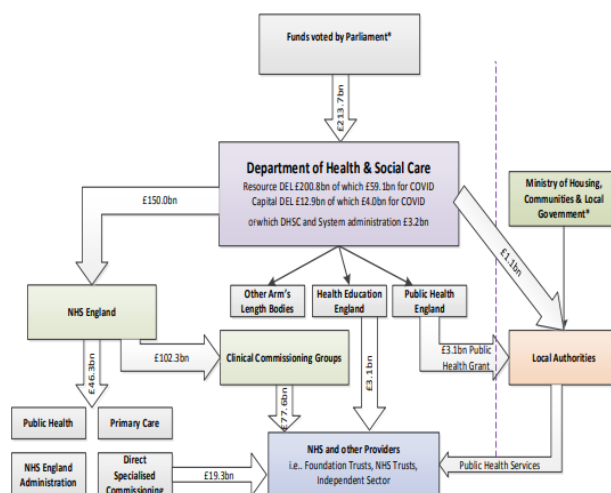 Funds voted by Parliament*
£213.7bn
Department of Health & Social Care
Resource DEL £200.8bn of which £59.1bn for COVID
Capital DEL £12.9bn of which £4.0bn for COVID
Of which DHSC and System administration £3.2bn
Ministry of Housing,
Communities & Local
Government*
£150.0bn
£1.1bn
Other Arm's
Length Bodies
Health Education
England
Public Health
England
NHS England
£102.3bn
Clinical Commissioning Groups
£3.1bn Public
Health Grant
Local Authorities
£46.3bn
£77.6bn
£3.1bn
Public Health
Primary Care
NHS England
Administration
Direct
Specialised
Commissioning
£19.3bn
NHS and other Providers
i.e.. Foundation Trusts, NHS Trusts,
Independent Sector
Public Health Services